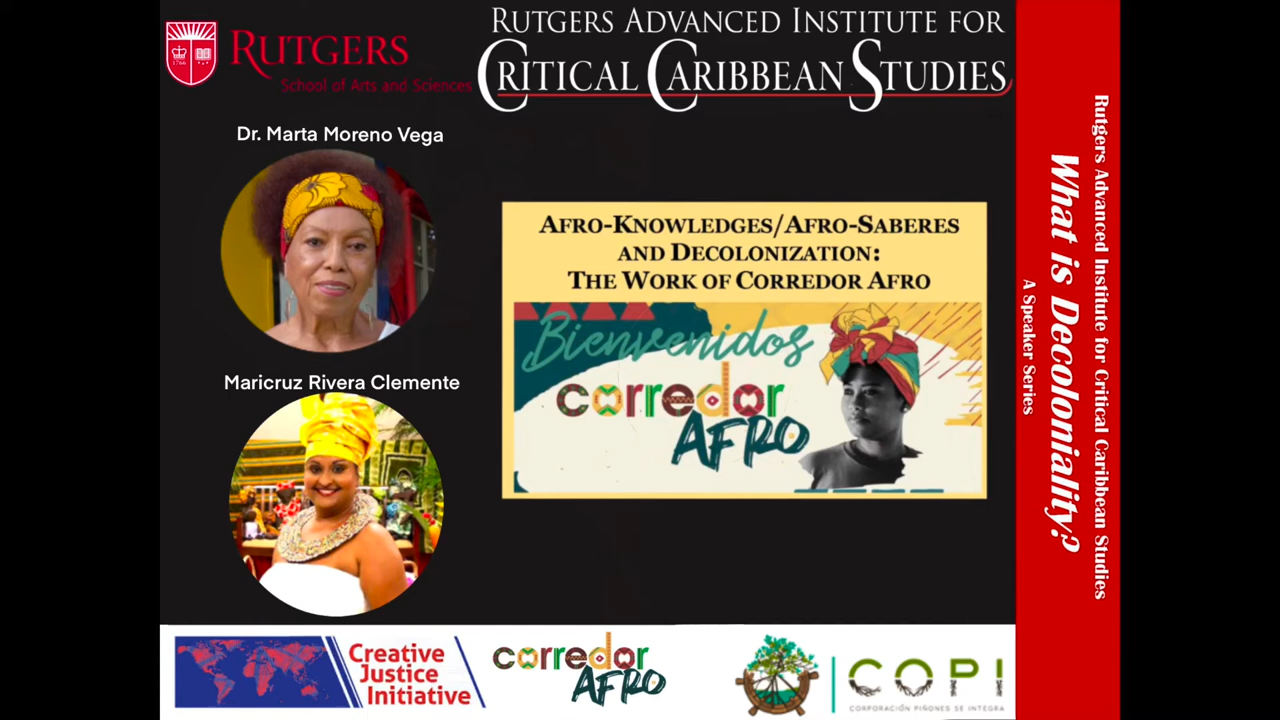 RUTGERS
School of Arts and Sciences
1766
RUTGERS ADVANCED INSTITUTE FOR
CRITICAL CARIBBEAN STUDIES
Dr. Marta Moreno Vega
Maricruz Rivera Clemente
AFRO-KNOWLEDGES/AFRO-SABERES
AND DECOLONIZATION:
THE WORK OF CORREDOR AFRO
Bienvenidos
corredor
AFRO
Rutgers Advanced Institute for Critical Caribbean Studies
What is Decoloniality?
A Speaker Series
Creative
Justice
Initiative
corredor
AFRO
COPI
CORPORACIÓN PIÑONES SE INTEGRA